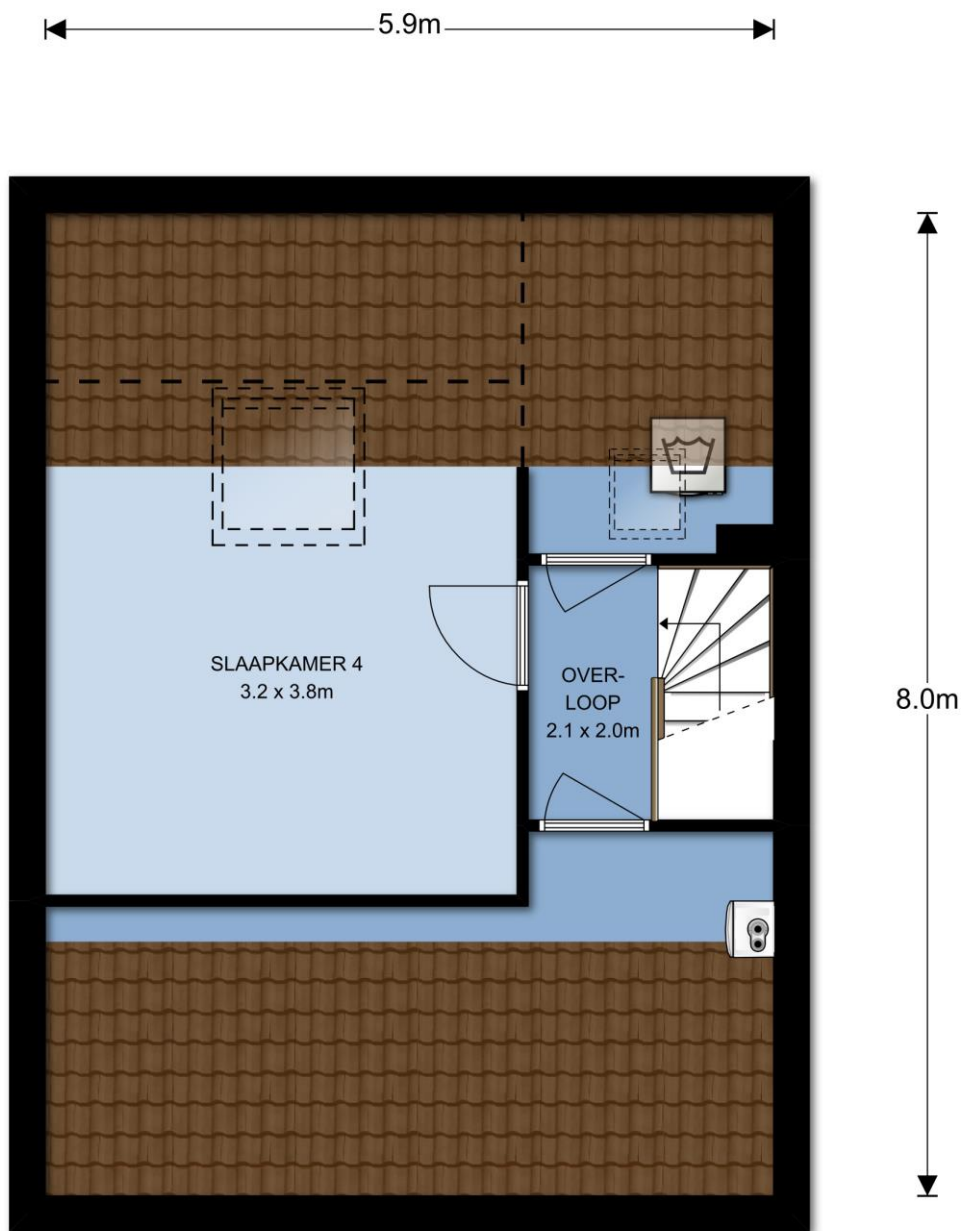 5.9m
SLAAPKAMER 4
3.2 x 3.8m
OVER-
LOOP
2.1 x 2.0m
8.0m